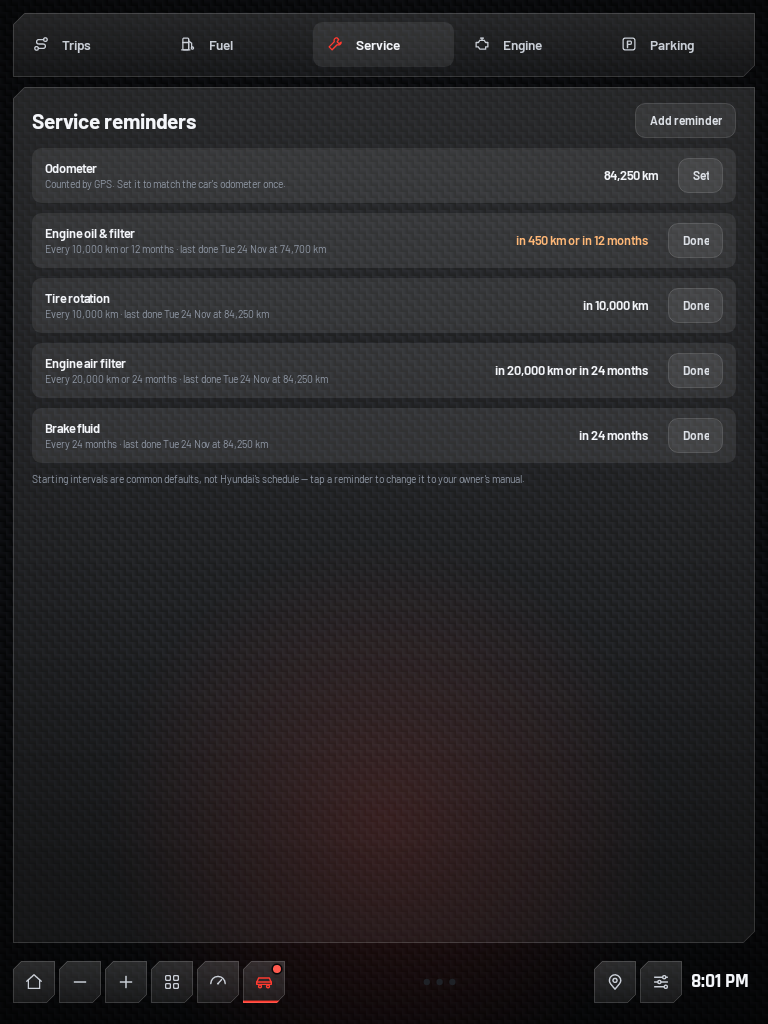 Trips
Fuel
Service
Engine
Parking
Service reminders
Add reminder
Odometer
Counted by GPS. Set it to match the car's odometer once.
84,250 km
Set
Engine oil & filter
Every 10,000 km or 12 months · last done Tue 24 Nov at 74,700 km
in 450 km or in 12 months
Done
Tire rotation
Every 10,000 km · last done Tue 24 Nov at 84,250 km
in 10,000 km
Done
Engine air filter
Every 20,000 km or 24 months · last done Tue 24 Nov at 84,250 km
in 20,000 km or in 24 months
Done
Brake fluid
Every 24 months · last done Tue 24 Nov at 84,250 km
in 24 months
Done
Starting intervals are common defaults, not Hyundai's schedule — tap a reminder to change it to your owner's manual.
8:01 PM